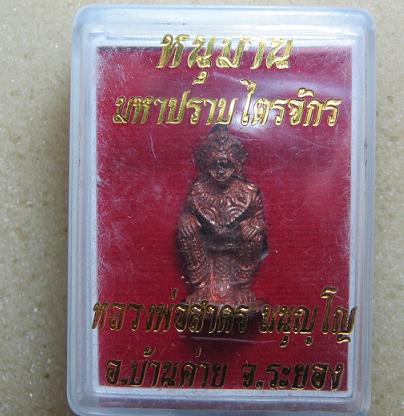 หนุมาน
มหาปราบไตรจักร
หลวงพ่อสาคร มนุญฺโญ
อ.บ้านค่าย จ.ระยอง